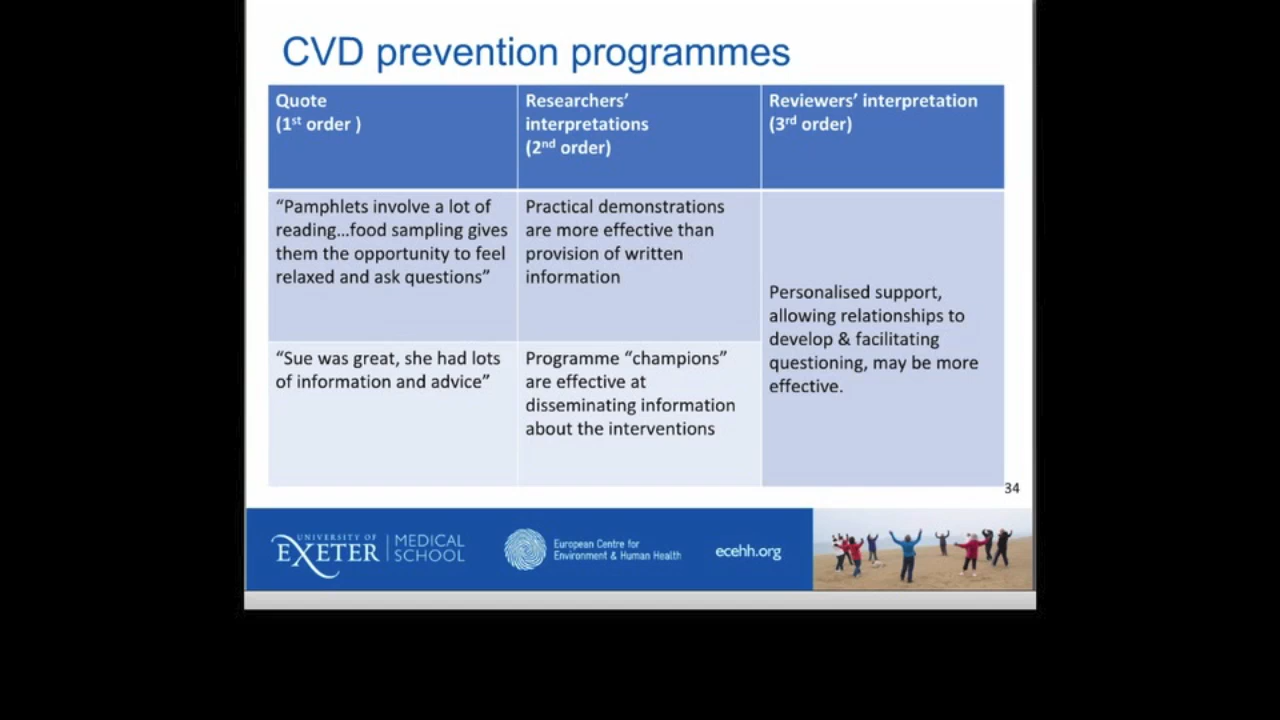 CVD prevention programmes
Quote
(1st order )
Researchers’
interpretations
(2nd order)
Reviewers’ interpretation
(3rd order)
“Pamphlets involve a lot of
reading…food sampling gives
them the opportunity to feel
relaxed and ask questions”
Practical demonstrations
are more effective than
provision of written
information
Personalised support,
allowing relationships to
develop & facilitating
questioning, may be more
effective.
“Sue was great, she had lots
of information and advice”
Programme “champions”
are effective at
disseminating information
about the interventions
34
UNIVERSITY OF
EXETER
MEDICAL
SCHOOL
European Centre for
Environment & Human Health
ecehh.org